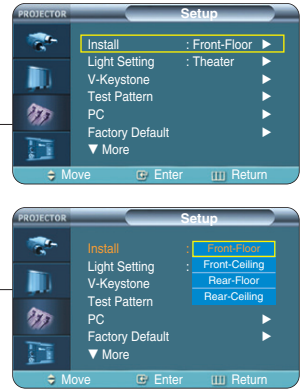 PROJECTOR Setup
Install : Front-Floor ▶
Light Setting : Theater ▶
V-Keystone ▶
Test Pattern ▶
PC ▶
Factory Default ▶
▼ More
Move Enter Return
PROJECTOR Setup
Install : Front-Floor
Light Setting : Front-Ceiling
V-Keystone Rear-Floor
Test Pattern Rear-Ceiling
PC ▶
Factory Default ▶
▼ More
Move Enter Return